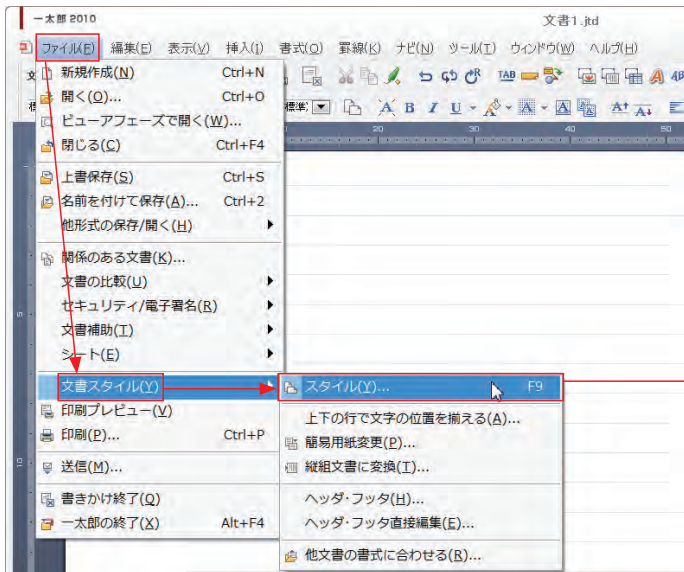 一太郎 2010
文書1.jtd
ファイル(F) 編集(E) 表示(V) 挿入(I) 書式(O) 罫線(K) ナビ(N) ツール(T) ウィンドウ(W) ヘルプ(H)
新規作成(N) Ctrl+N
開く(O)... Ctrl+O
ビューアフェーズで開く(W)...
閉じる(C) Ctrl+F4
上書保存(S) Ctrl+S
名前を付けて保存(A)... Ctrl+2
他形式の保存/開く(H)
関係のある文書(K)...
文書の比較(U)
セキュリティ/電子署名(R)
文書補助(T)
シート(E)
文書スタイル(Y)
印刷プレビュー(V)
印刷(P)... Ctrl+P
送信(M)...
書きかけ終了(Q)
一太郎の終了(X) Alt+F4
スタイル(Y)... F9
上下の行で文字の位置を揃える(A)...
簡易用紙変更(P)...
縦組文書に変換(T)...
ヘッダ・フッタ(H)...
ヘッダ・フッタ直接編集(E)...
他文書の書式に合わせる(R)...
TAB
標準
B I U
20 30 40 50
5
10